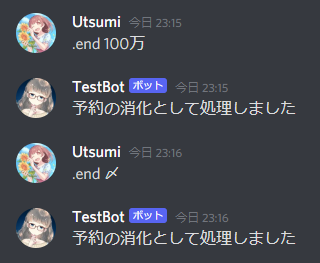 Utsumi 今日 23:15
.end 100万
TestBot ボット 今日 23:15
予約の消化として処理しました
Utsumi 今日 23:16
.end 〆
TestBot ボット 今日 23:16
予約の消化として処理しました